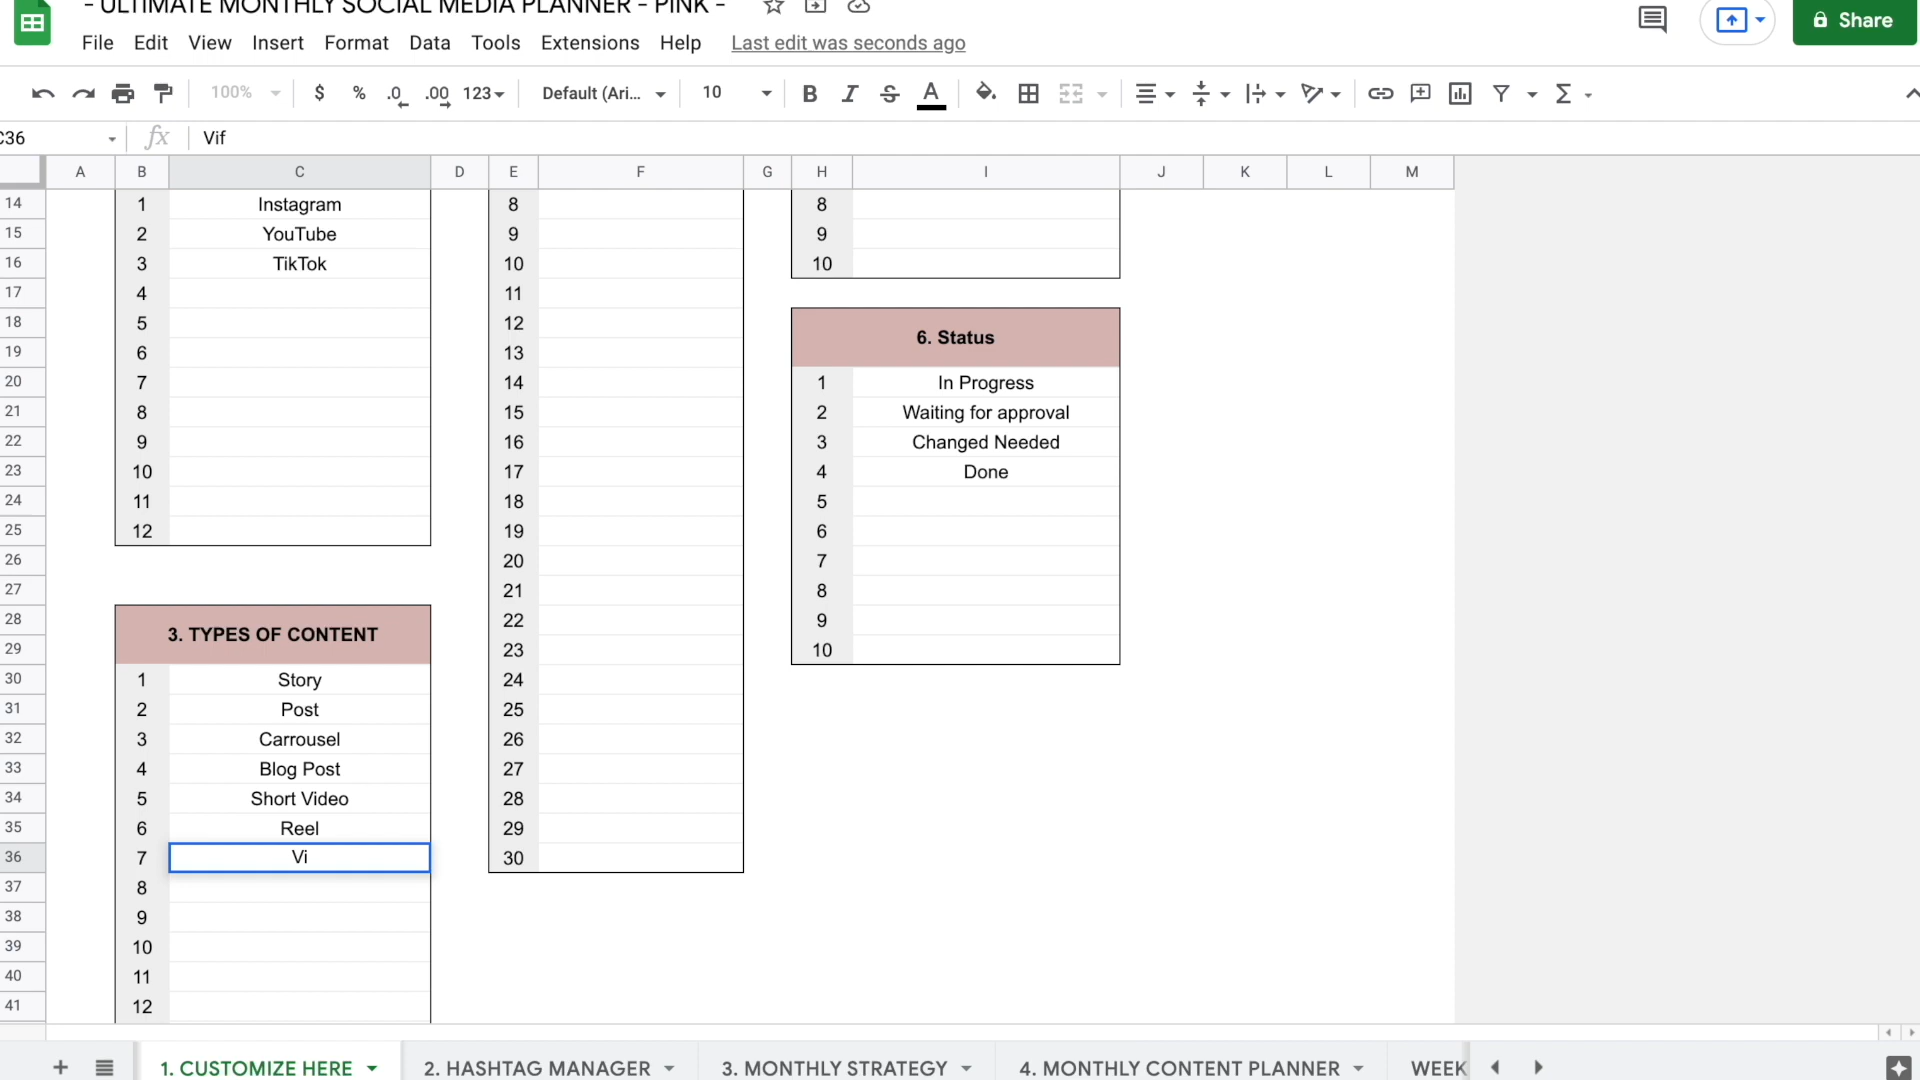 - ULTIMATE MONTHLY SOCIAL MEDIA PLANNER - PINK -
File Edit View Insert Format Data Tools Extensions Help Last edit was seconds ago
Share
100% $ % .0 .00 123 Default (Ari... 10 B I S A
C36 fx Vif
A B C D E F G H I J K L M
14 1 Instagram 8 8
15 2 YouTube 9 9
16 3 TikTok 10 10
17 4 11
18 5 12
6. Status
19 6 13
20 7 14 1 In Progress
21 8 15 2 Waiting for approval
22 9 16 3 Changed Needed
23 10 17 4 Done
24 11 18 5
25 12 19 6
26 20 7
27 21 8
28 22 9
3. TYPES OF CONTENT
29 23 10
30 1 Story 24
31 2 Post 25
32 3 Carrousel 26
33 4 Blog Post 27
34 5 Short Video 28
35 6 Reel 29
36 7 Vi 30
37 8
38 9
39 10
40 11
41 12
1. CUSTOMIZE HERE 2. HASHTAG MANAGER 3. MONTHLY STRATEGY 4. MONTHLY CONTENT PLANNER WEEK